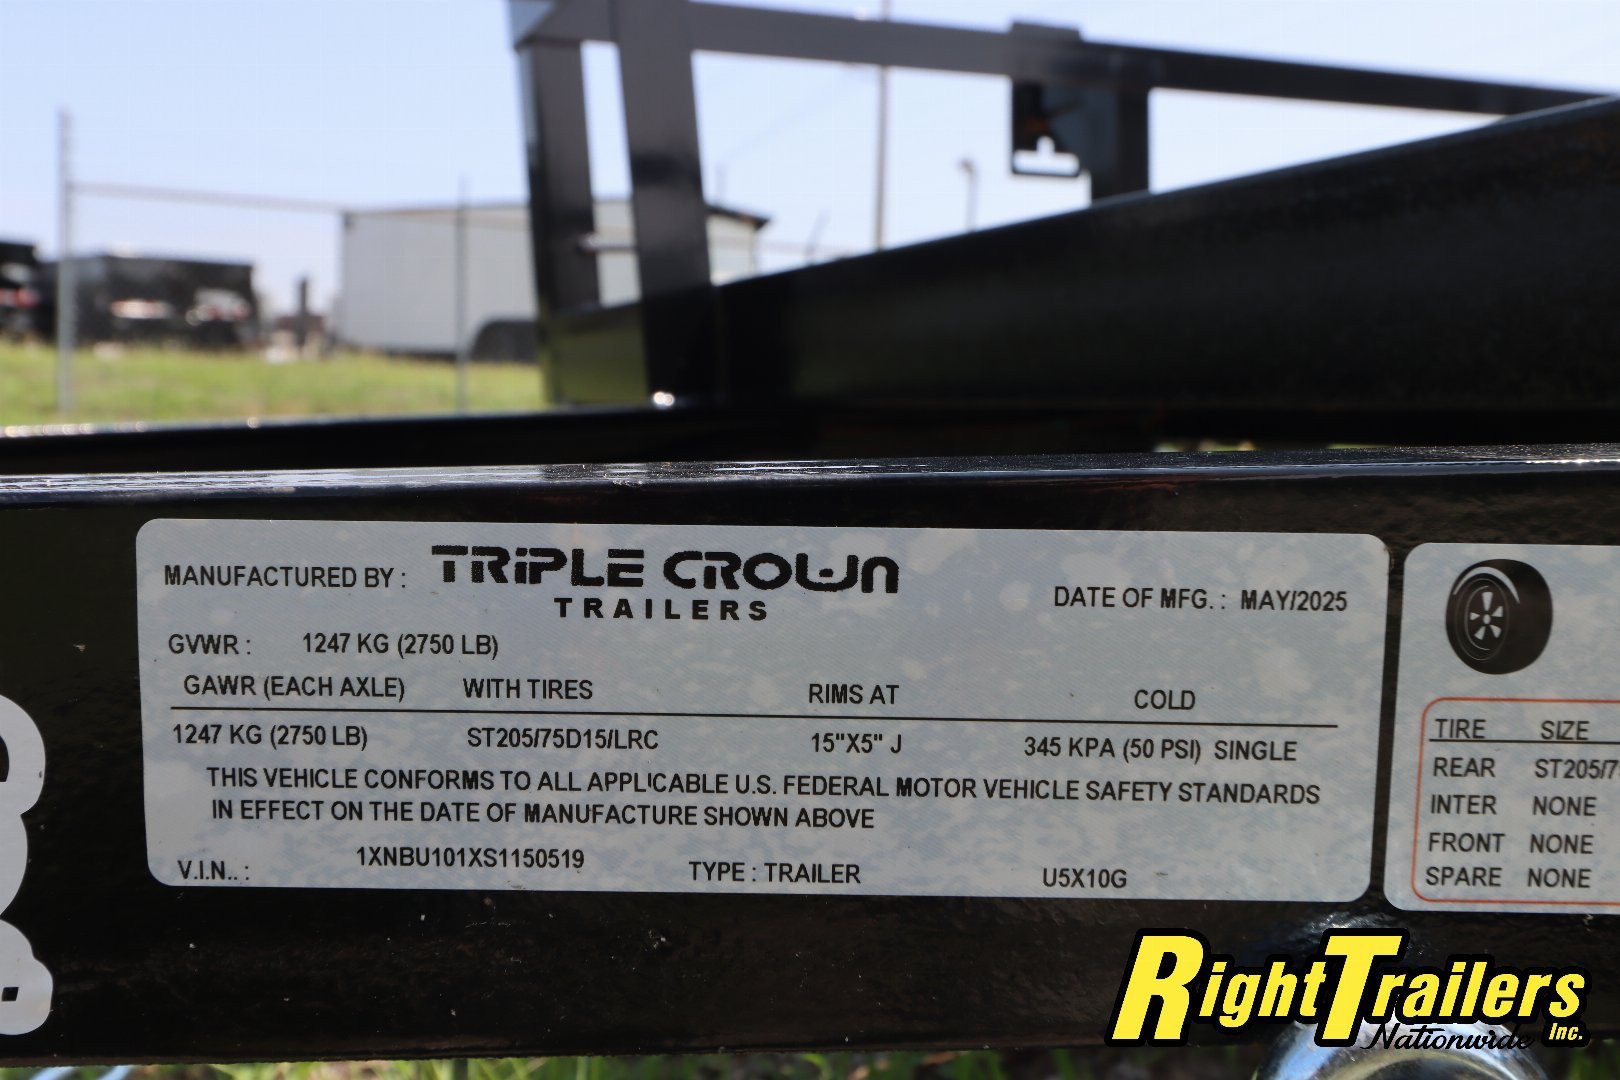 MANUFACTURED BY : TRIPLE CROWN
TRAILERS
DATE OF MFG. : MAY/2025
GVWR : 1247 KG (2750 LB)
GAWR (EACH AXLE) WITH TIRES RIMS AT COLD
1247 KG (2750 LB) ST205/75D15/LRC 15"X5" J 345 KPA (50 PSI) SINGLE
THIS VEHICLE CONFORMS TO ALL APPLICABLE U.S. FEDERAL MOTOR VEHICLE SAFETY STANDARDS
IN EFFECT ON THE DATE OF MANUFACTURE SHOWN ABOVE
V.I.N.. : 1XNBU101XS1150519 TYPE : TRAILER U5X10G
TIRE SIZE
REAR ST205/7
INTER NONE
FRONT NONE
SPARE NONE
RightTrailers
Nationwide Inc.